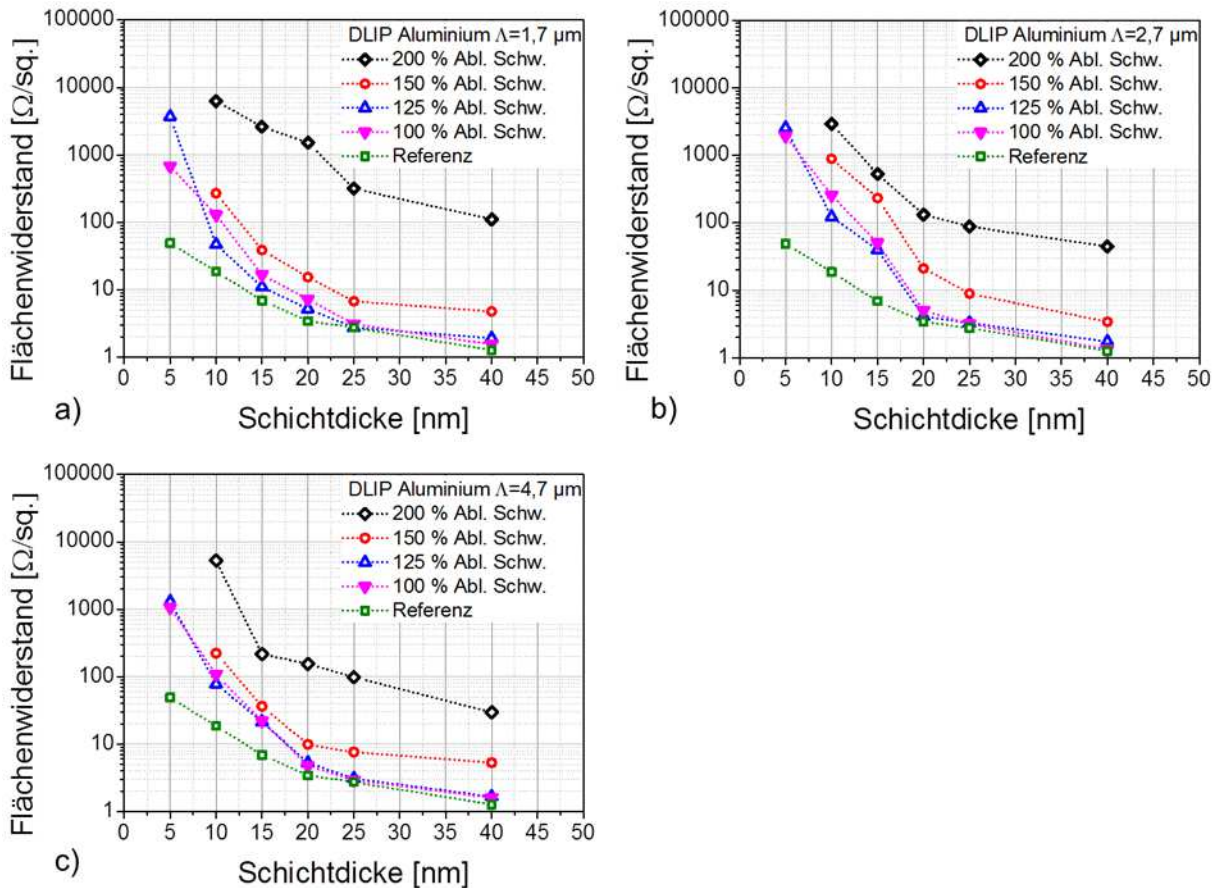 100000
10000
1000
100
10
1
Flächenwiderstand [Ω/sq.]
DLIP Aluminium Λ=1,7 µm
200 % Abl. Schw.
150 % Abl. Schw.
125 % Abl. Schw.
100 % Abl. Schw.
Referenz
0 5 10 15 20 25 30 35 40 45 50
Schichtdicke [nm]
a)
100000
10000
1000
100
10
1
Flächenwiderstand [Ω/sq.]
DLIP Aluminium Λ=2,7 µm
200 % Abl. Schw.
150 % Abl. Schw.
125 % Abl. Schw.
100 % Abl. Schw.
Referenz
0 5 10 15 20 25 30 35 40 45 50
Schichtdicke [nm]
b)
100000
10000
1000
100
10
1
Flächenwiderstand [Ω/sq.]
DLIP Aluminium Λ=4,7 µm
200 % Abl. Schw.
150 % Abl. Schw.
125 % Abl. Schw.
100 % Abl. Schw.
Referenz
0 5 10 15 20 25 30 35 40 45 50
Schichtdicke [nm]
c)